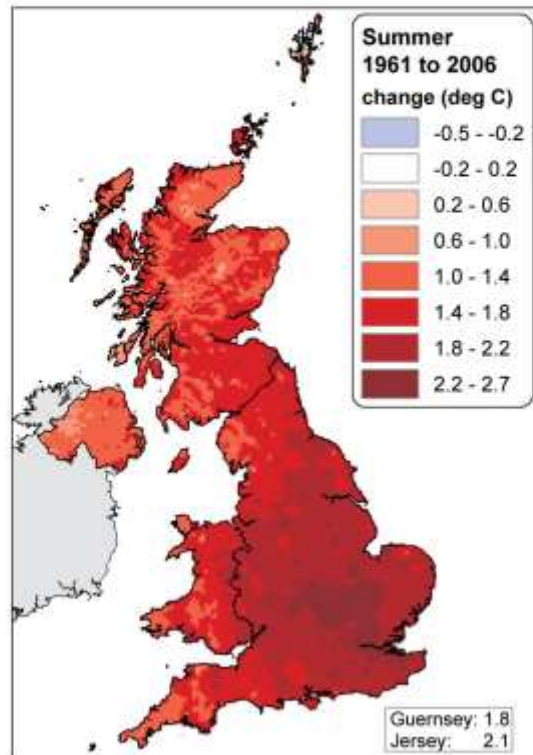 Summer
1961 to 2006
change (deg C)
-0.5 - -0.2
-0.2 - 0.2
0.2 - 0.6
0.6 - 1.0
1.0 - 1.4
1.4 - 1.8
1.8 - 2.2
2.2 - 2.7
Guernsey: 1.8
Jersey: 2.1